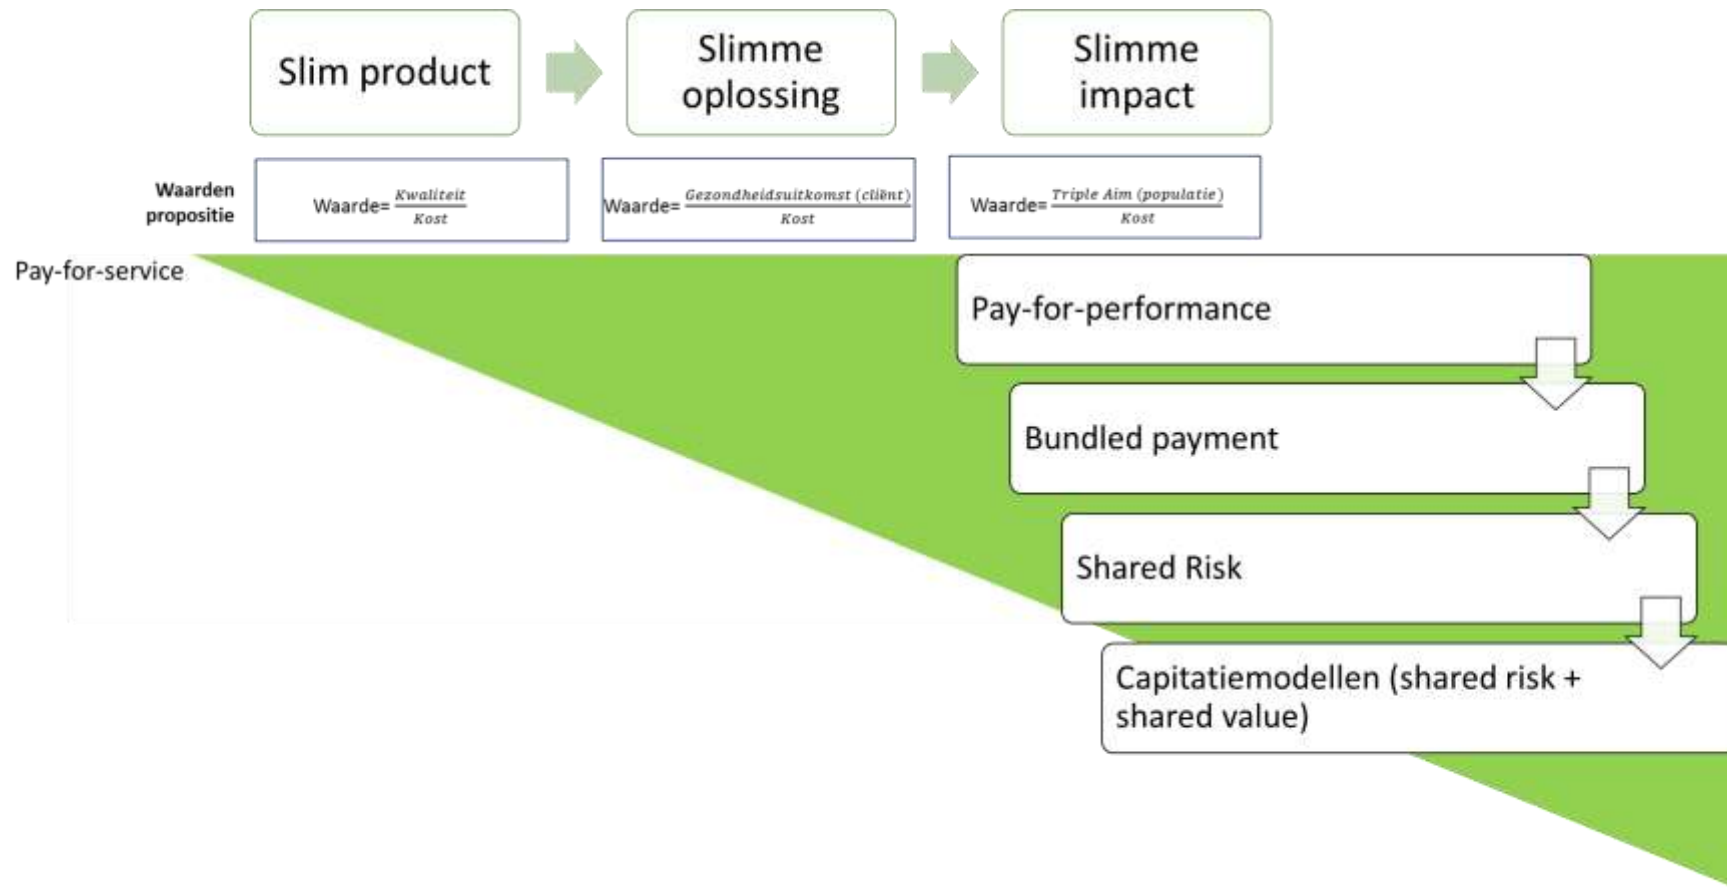 Slim product
Slimme
oplossing
Slimme
impact
Waarden
propositie
Waarde= Kwaliteit / Kost
Waarde= Gezondheidsuitkomst (cliënt) / Kost
Waarde= Triple Aim (populatie) / Kost
Pay-for-service
Pay-for-performance
Bundled payment
Shared Risk
Capitatiemodellen (shared risk +
shared value)